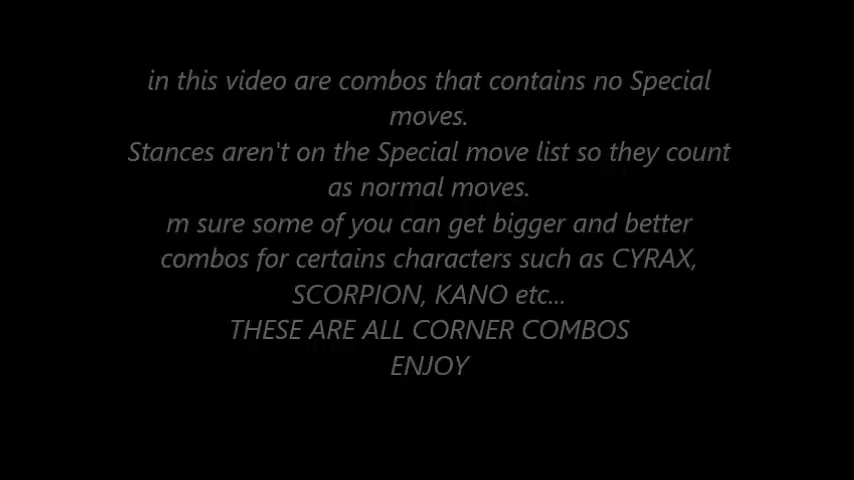 in this video are combos that contains no Special
moves.
Stances aren't on the Special move list so they count
as normal moves.
m sure some of you can get bigger and better
combos for certains characters such as CYRAX,
SCORPION, KANO etc...
THESE ARE ALL CORNER COMBOS
ENJOY